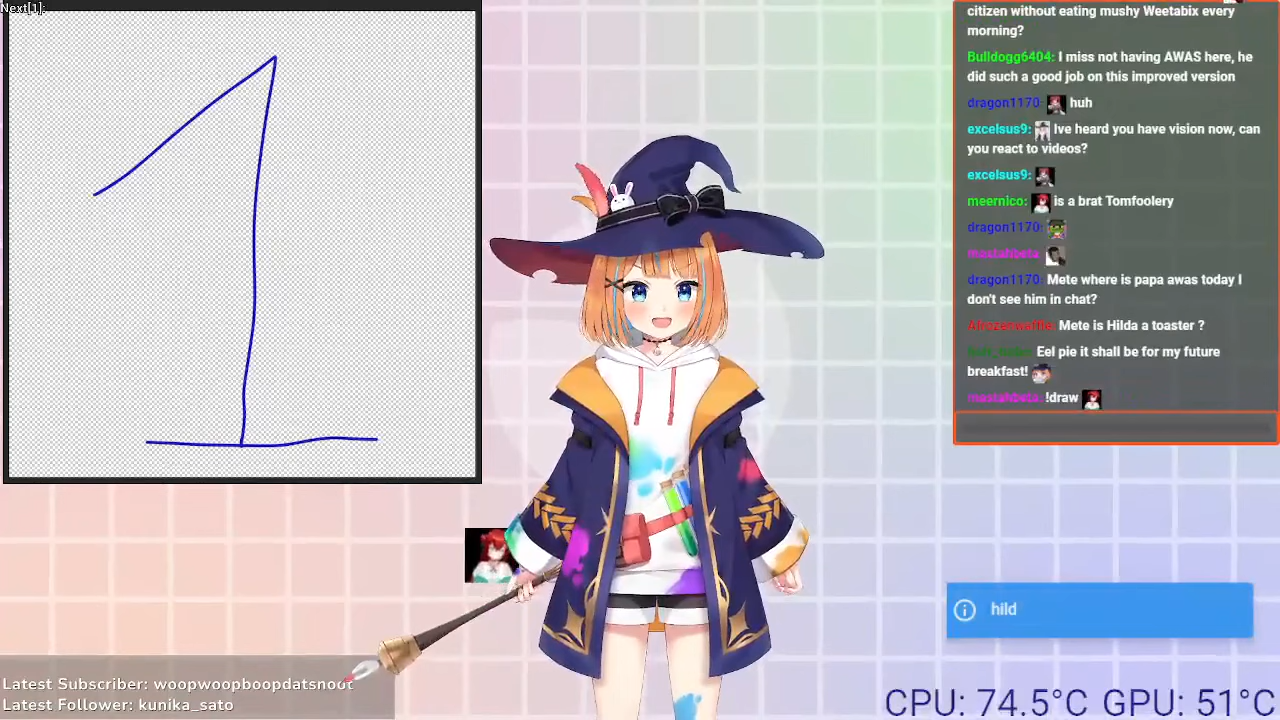 Next[1]:
1
citizen without eating mushy Weetabix every
morning?
Bulldogg6404: I miss not having AWAS here, he
did such a good job on this improved version
dragon1170: huh
excelsus9: Ive heard you have vision now, can
you react to videos?
excelsus9:
meernico: is a brat Tomfoolery
dragon1170:
mostahbeta:
dragon1170: Mete where is papa awas today I
don't see him in chat?
Mete is Hilda a toaster ?
Eel pie it shall be for my future
breakfast!
mostahbeta: !draw
hild
Latest Subscriber: woopwoopboopdatsnoot
Latest Follower: kunika_sato
CPU: 74.5°C GPU: 51°C